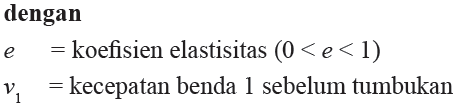 dengan
e = koefisien elastisitas (0 < e < 1)
v₁ = kecepatan benda 1 sebelum tumbukan